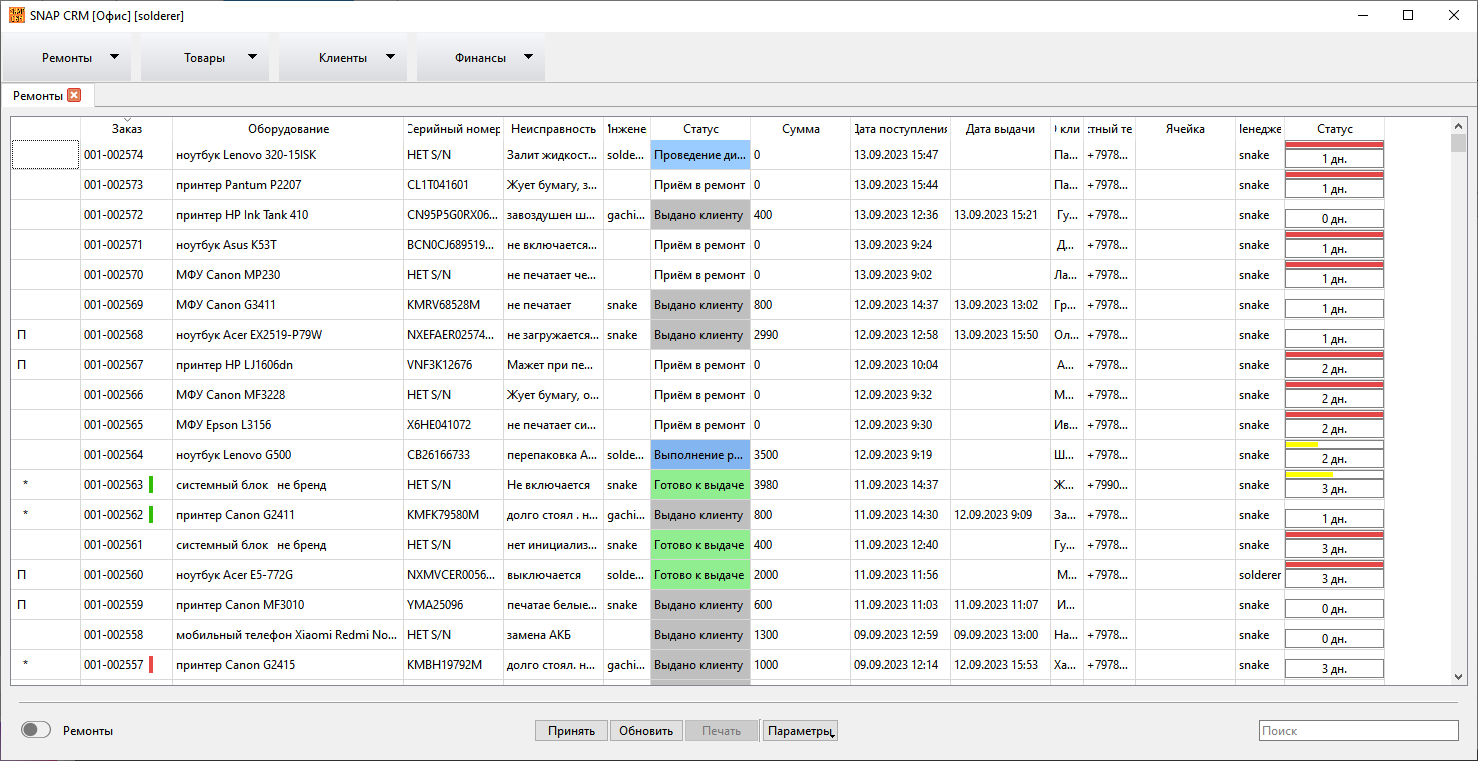 SNAP CRM [Офис] [solderer]
Ремонты Товары Клиенты Финансы
Ремонты
Заказ Оборудование Серийный номер Неисправность Инжене Статус Сумма Дата поступления Дата выдачи кли тный те Ячейка Менедже Статус
001-002574 ноутбук Lenovo 320-15ISK НЕТ S/N Залит жидкост... solde... Проведение ди... 0 13.09.2023 15:47 Па... +7978... snake 1 дн.
001-002573 принтер Pantum P2207 CL1T041601 Жует бумагу, з... Приём в ремонт 0 13.09.2023 15:44 Па... +7978... snake 1 дн.
001-002572 принтер HP Ink Tank 410 CN95P5G0RX06... завоздушен ш... gachi... Выдано клиенту 400 13.09.2023 12:36 13.09.2023 15:21 Гу... +7978... snake 0 дн.
001-002571 ноутбук Asus K53T BCN0CJ689519... не включается... Приём в ремонт 0 13.09.2023 9:24 Д... +7978... snake 1 дн.
001-002570 МФУ Canon MP230 НЕТ S/N не печатает че... Приём в ремонт 0 13.09.2023 9:02 Ла... +7978... snake 1 дн.
001-002569 МФУ Canon G3411 KMRV68528M не печатает snake Выдано клиенту 800 12.09.2023 14:37 13.09.2023 13:02 Гр... +7978... snake 1 дн.
П 001-002568 ноутбук Acer EX2519-P79W NXEFAER02574... не загружается... snake Выдано клиенту 2990 12.09.2023 12:58 13.09.2023 15:50 Ол... +7978... snake 1 дн.
П 001-002567 принтер HP LJ1606dn VNF3K12676 Мажет при пе... Приём в ремонт 0 12.09.2023 10:04 А... +7978... snake 2 дн.
001-002566 МФУ Canon MF3228 НЕТ S/N Жует бумагу, о... Приём в ремонт 0 12.09.2023 9:32 М... +7978... snake 2 дн.
001-002565 МФУ Epson L3156 X6HE041072 не печатает си... Приём в ремонт 0 12.09.2023 9:30 Ив... +7978... snake 2 дн.
001-002564 ноутбук Lenovo G500 CB26166733 перепаковка А... solde... Выполнение р... 3500 12.09.2023 9:19 Ш... +7978... snake 2 дн.
* 001-002563 системный блок не бренд НЕТ S/N Не включается snake Готово к выдаче 3980 11.09.2023 14:37 Ж... +7990... snake 3 дн.
* 001-002562 принтер Canon G2411 KMFK79580M долго стоял . н... gachi... Выдано клиенту 800 11.09.2023 14:30 12.09.2023 9:09 За... +7978... snake 1 дн.
001-002561 системный блок не бренд НЕТ S/N нет инициализ... snake Готово к выдаче 400 11.09.2023 12:40 Гу... +7978... snake 3 дн.
П 001-002560 ноутбук Acer E5-772G NXMVCER0056... выключается solde... Готово к выдаче 2000 11.09.2023 11:56 М... +7978... solderer 3 дн.
П 001-002559 принтер Canon MF3010 YMA25096 печатае белые... snake Выдано клиенту 600 11.09.2023 11:03 11.09.2023 11:07 И... snake 0 дн.
001-002558 мобильный телефон Xiaomi Redmi No... НЕТ S/N замена АКБ Выдано клиенту 1300 09.09.2023 12:59 09.09.2023 13:00 На... +7978... snake 0 дн.
* 001-002557 принтер Canon G2415 KMBH19792M долго стоял. н... gachi... Выдано клиенту 1000 09.09.2023 12:14 12.09.2023 15:53 Ха... +7978... snake 3 дн.
Ремонты Принять Обновить Печать Параметры Поиск